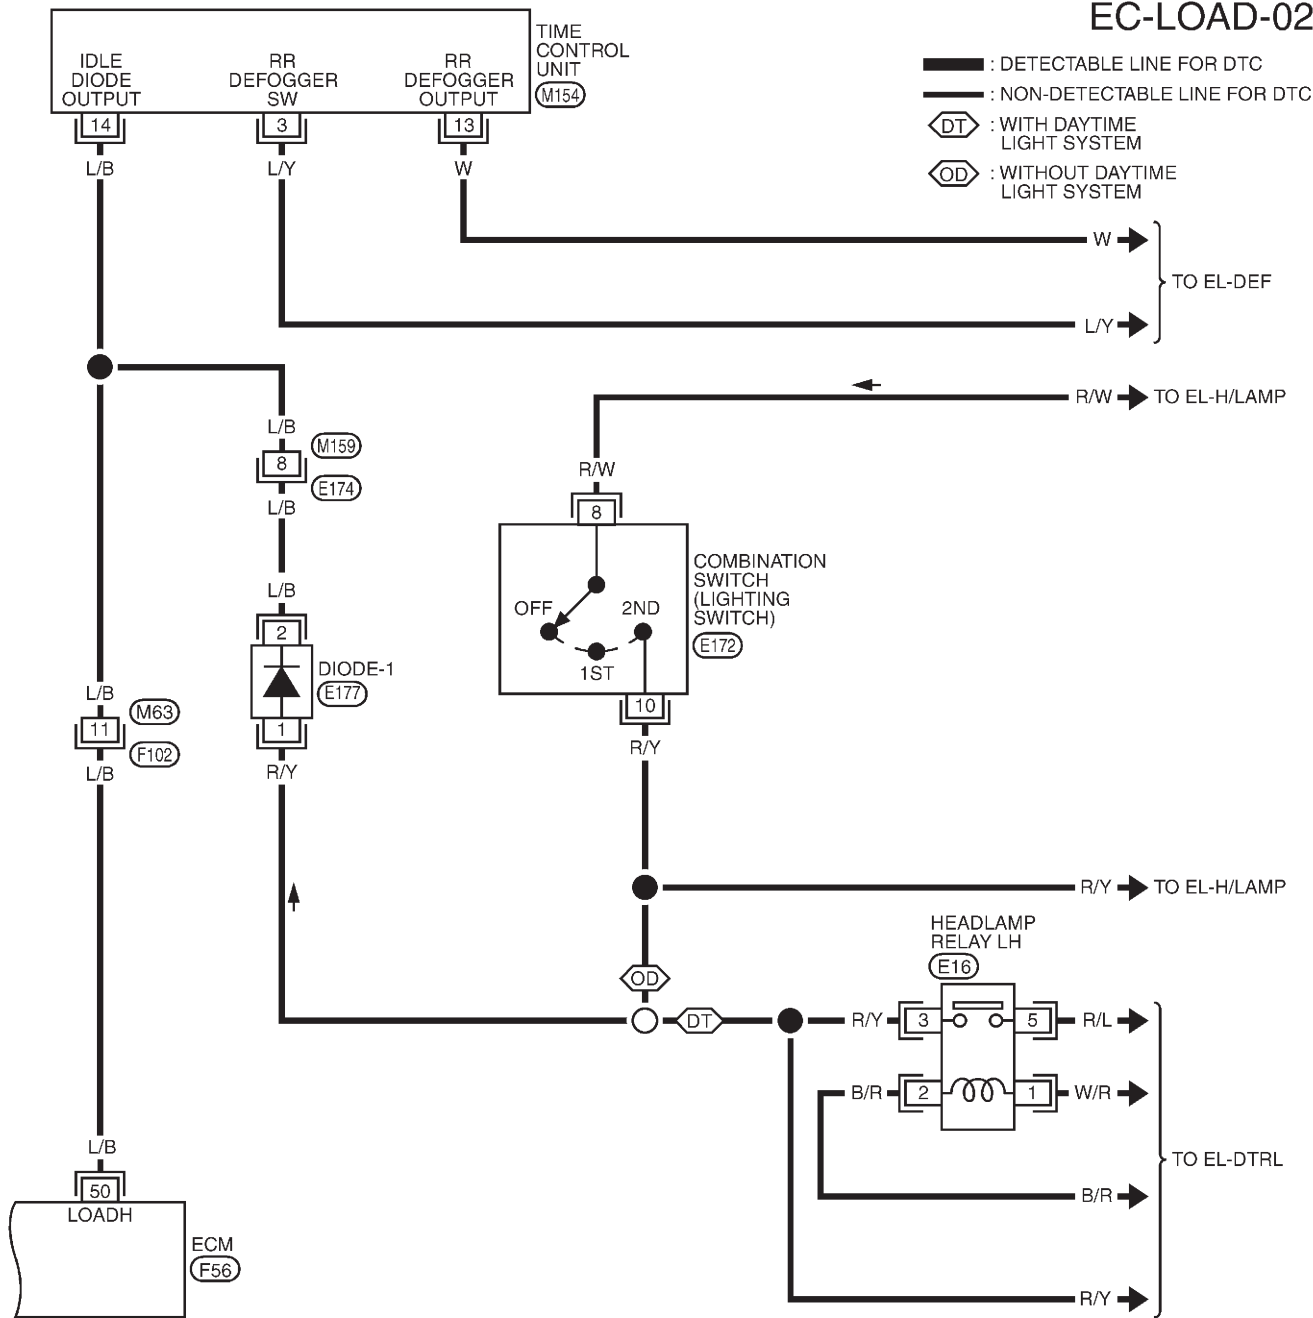 EC-LOAD-02
: DETECTABLE LINE FOR DTC
: NON-DETECTABLE LINE FOR DTC
DT : WITH DAYTIME
LIGHT SYSTEM
OD : WITHOUT DAYTIME
LIGHT SYSTEM
TIME
CONTROL
UNIT
M154
IDLE
DIODE
OUTPUT
RR
DEFOGGER
SW
RR
DEFOGGER
OUTPUT
14
3
13
L/B
L/Y
W
W
TO EL-DEF
L/Y
R/W
TO EL-H/LAMP
L/B
M159
8
E174
L/B
R/W
8
COMBINATION
SWITCH
(LIGHTING
SWITCH)
E172
OFF
2ND
1ST
10
R/Y
L/B
2
DIODE-1
E177
1
R/Y
L/B
M63
11
F102
L/B
R/Y
TO EL-H/LAMP
HEADLAMP
RELAY LH
E16
OD
DT
R/Y
3
5
R/L
B/R
2
1
W/R
TO EL-DTRL
B/R
R/Y
L/B
50
LOADH
ECM
F56